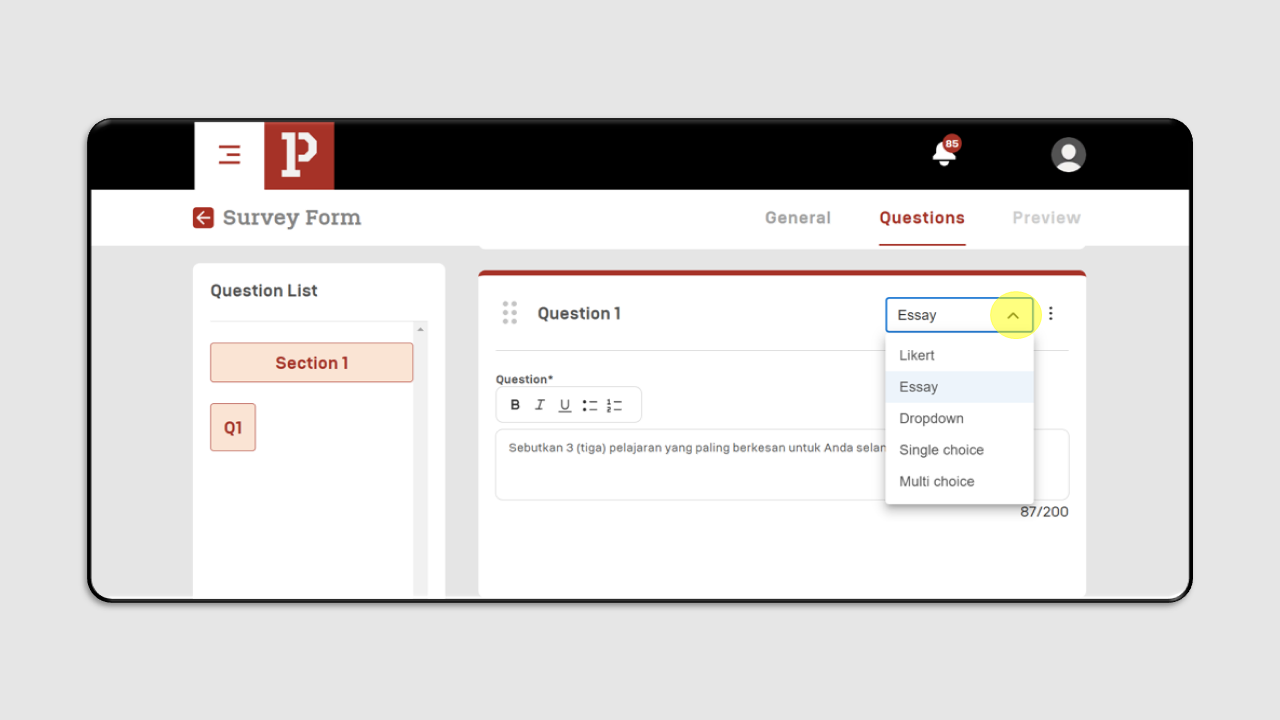 P
85
Survey Form
General
Questions
Preview
Question List
Section 1
Q1
Question 1
Essay
Likert
Essay
Dropdown
Single choice
Multi choice
Question*
B I U
Sebutkan 3 (tiga) pelajaran yang paling berkesan untuk Anda
87/200